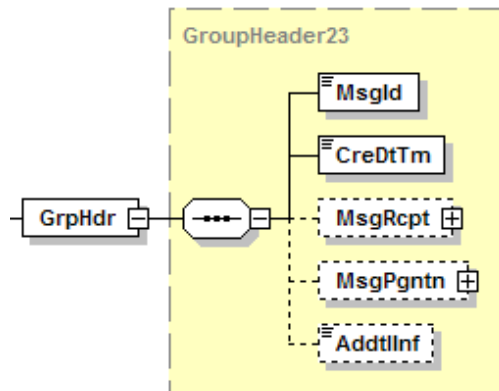 GroupHeader23
MsgId
CreDtTm
GrpHdr
MsgRcpt
MsgPgntn
AddtlInf